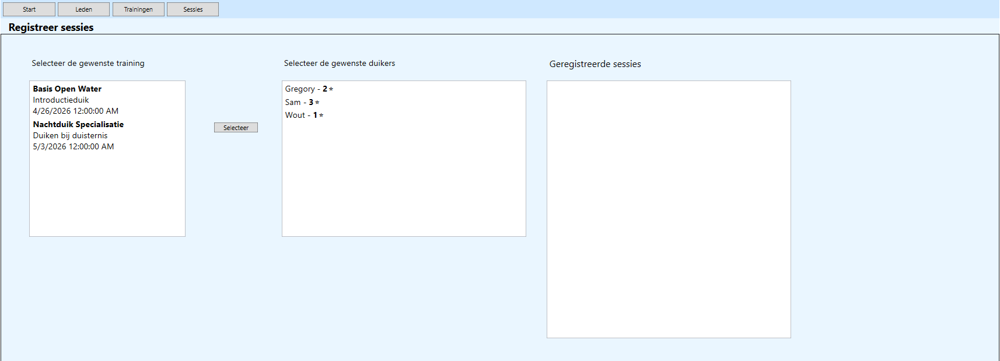 Start Leden Trainingen Sessies
Registreer sessies
Selecteer de gewenste training
Basis Open Water
Introductieduik
4/26/2026 12:00:00 AM
Nachtduik Specialisatie
Duiken bij duisternis
5/3/2026 12:00:00 AM
Selecteer
Selecteer de gewenste duikers
Gregory - 2⭐
Sam - 3⭐
Wout - 1⭐
Geregistreerde sessies